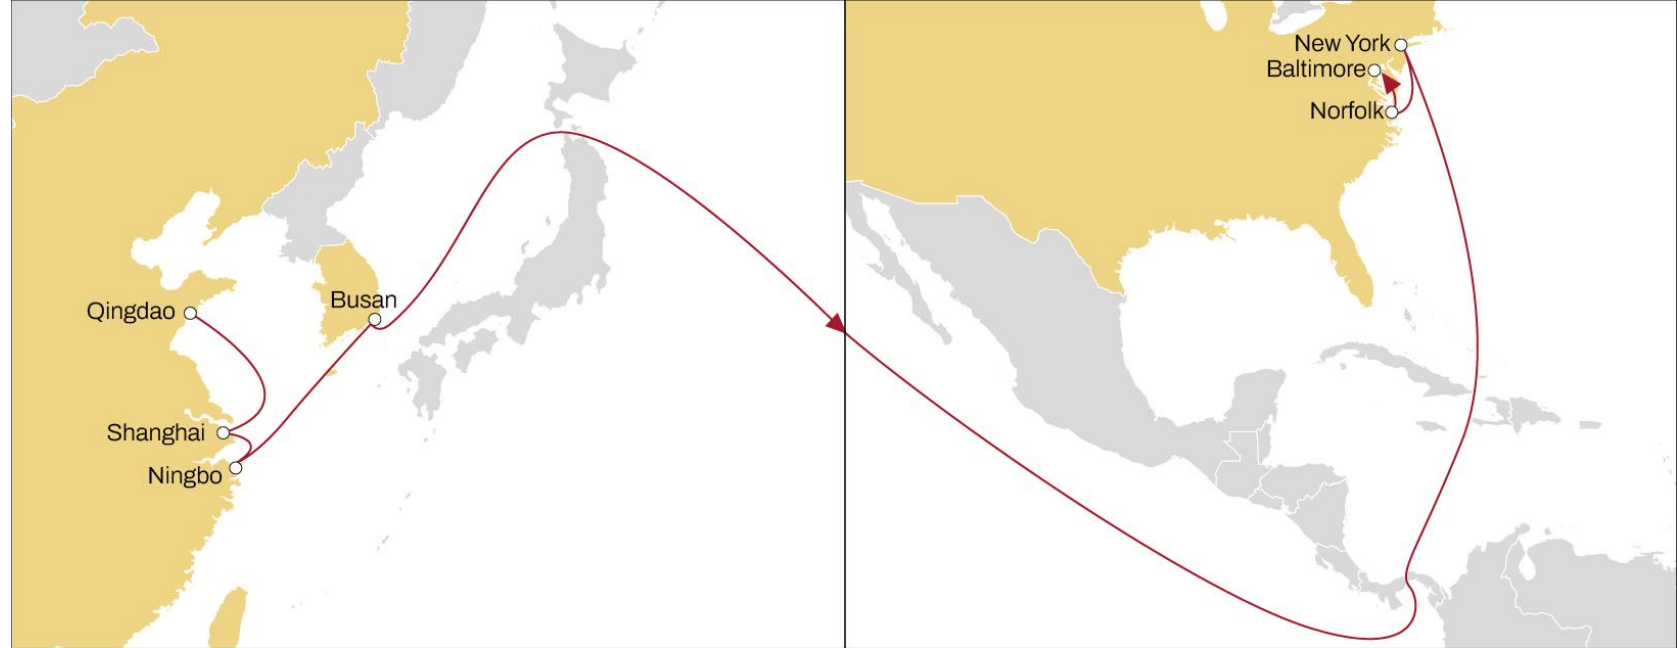 New York
Baltimore
Norfolk
Busan
Qingdao
Shanghai
Ningbo